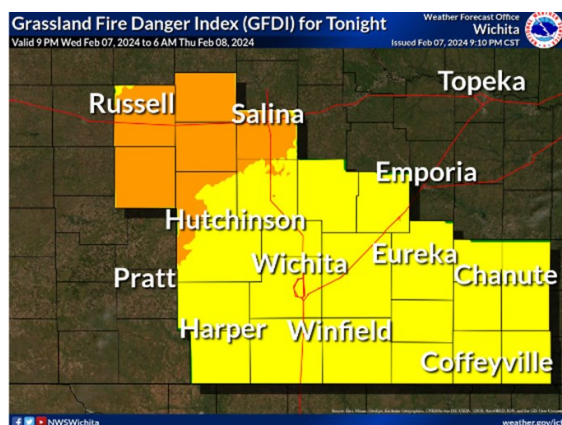 Grassland Fire Danger Index (GFDI) for Tonight
Valid 9 PM Wed Feb 07, 2024 to 6 AM Thu Feb 08, 2024
Weather Forecast Office
Wichita
Issued Feb 07, 2024 9:10 PM CST
Topeka
Russell
Salina
Emporia
Hutchinson
Wichita
Eureka
Pratt
Chanute
Harper
Winfield
Coffeyville
NWSWichita
weather.gov/ict